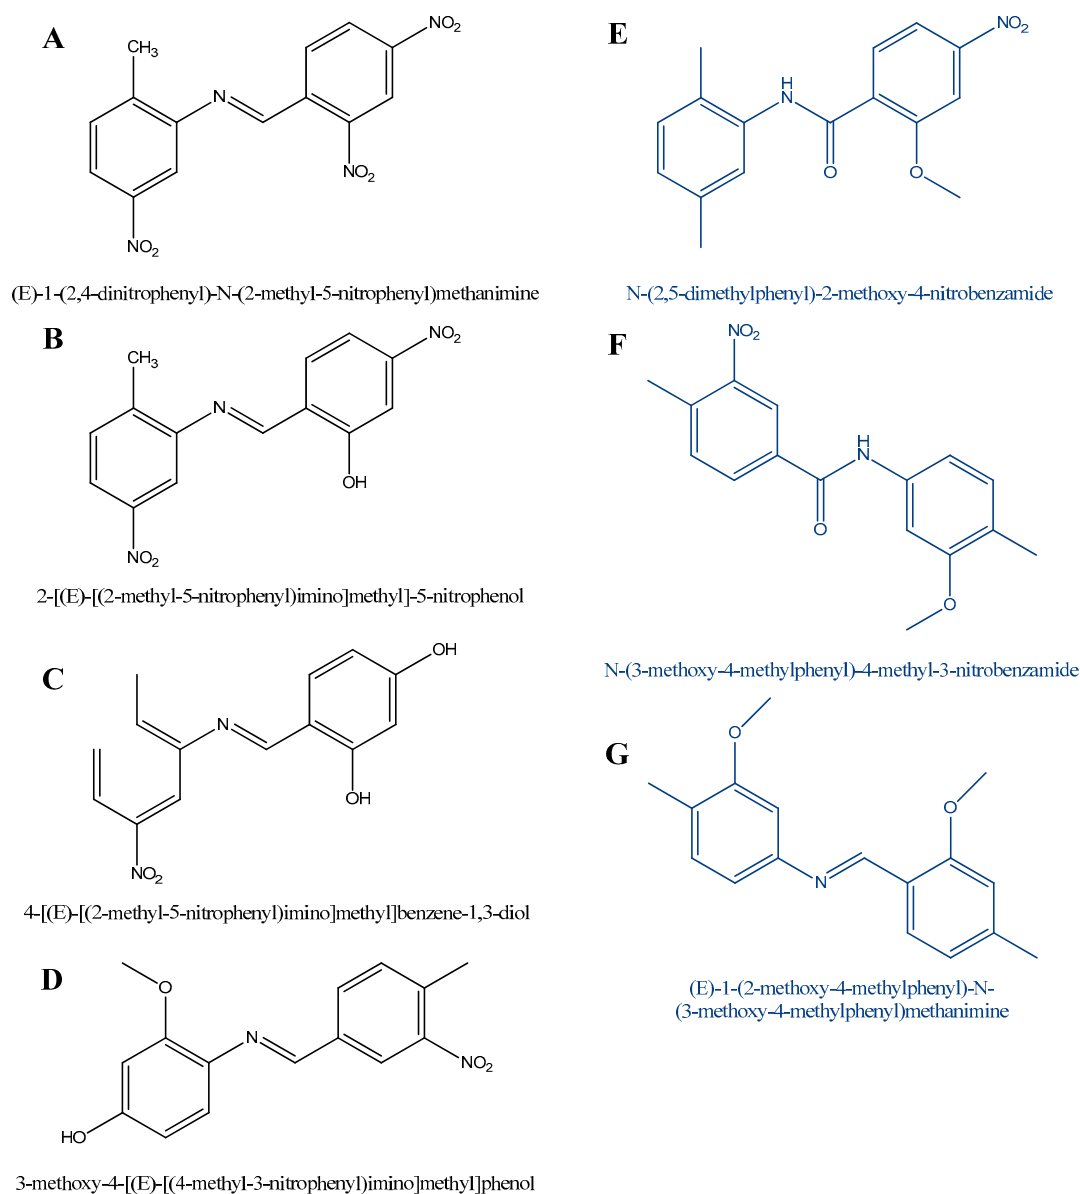 A
NO2
CH3
N
NO2
NO2
(E)-1-(2,4-dinitrophenyl)-N-(2-methyl-5-nitrophenyl)methanimine
B
NO2
CH3
N
OH
NO2
2-[(E)-[(2-methyl-5-nitrophenyl)imino]methyl]-5-nitrophenol
C
OH
N
OH
NO2
4-[(E)-[(2-methyl-5-nitrophenyl)imino]methyl]benzene-1,3-diol
D
O
N
NO2
HO
3-methoxy-4-[(E)-[(4-methyl-3-nitrophenyl)imino]methyl]phenol
E
NO2
H
N
O
O
N-(2,5-dimethylphenyl)-2-methoxy-4-nitrobenzamide
F
NO2
H
N
O
O
N-(3-methoxy-4-methylphenyl)-4-methyl-3-nitrobenzamide
G
O
O
N
(E)-1-(2-methoxy-4-methylphenyl)-N-
(3-methoxy-4-methylphenyl)methanimine